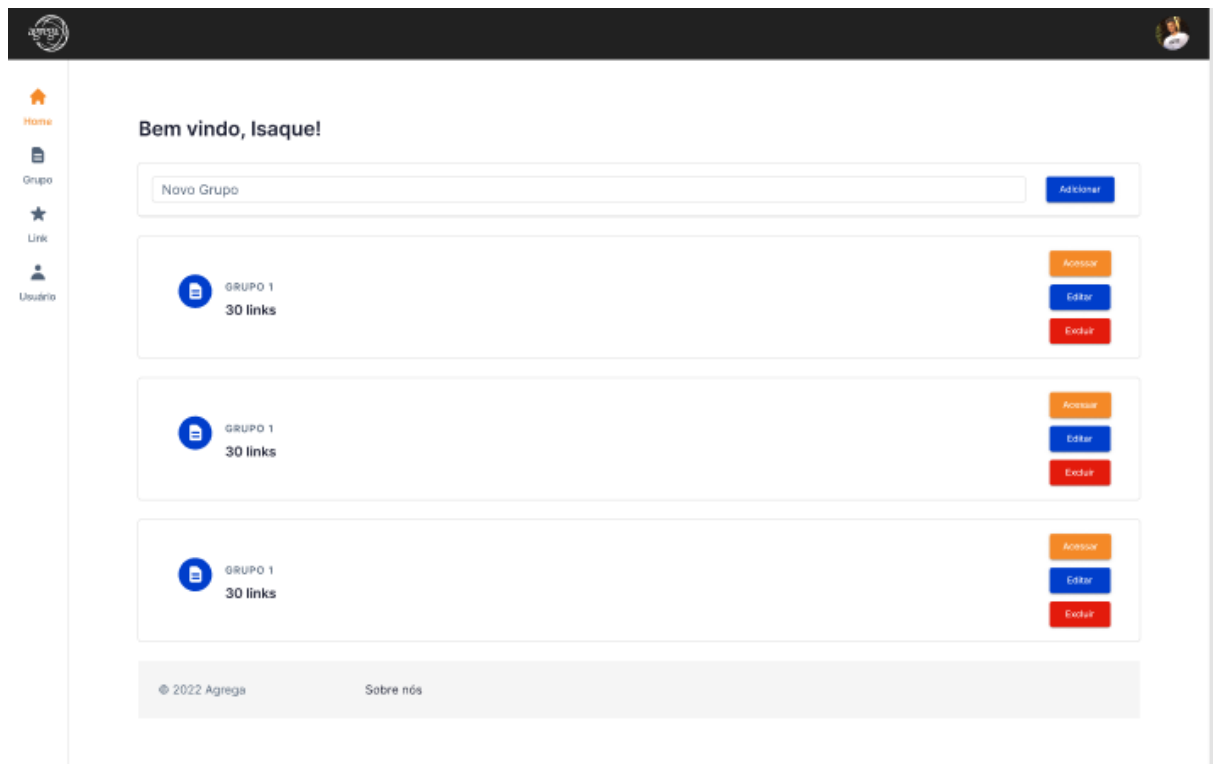 agrega
Home
Grupo
Link
Usuário
Bem vindo, Isaque!
Novo Grupo
Adicionar
GRUPO 1
30 links
Acessar
Editar
Excluir
GRUPO 1
30 links
Acessar
Editar
Excluir
GRUPO 1
30 links
Acessar
Editar
Excluir
© 2022 Agrega
Sobre nós